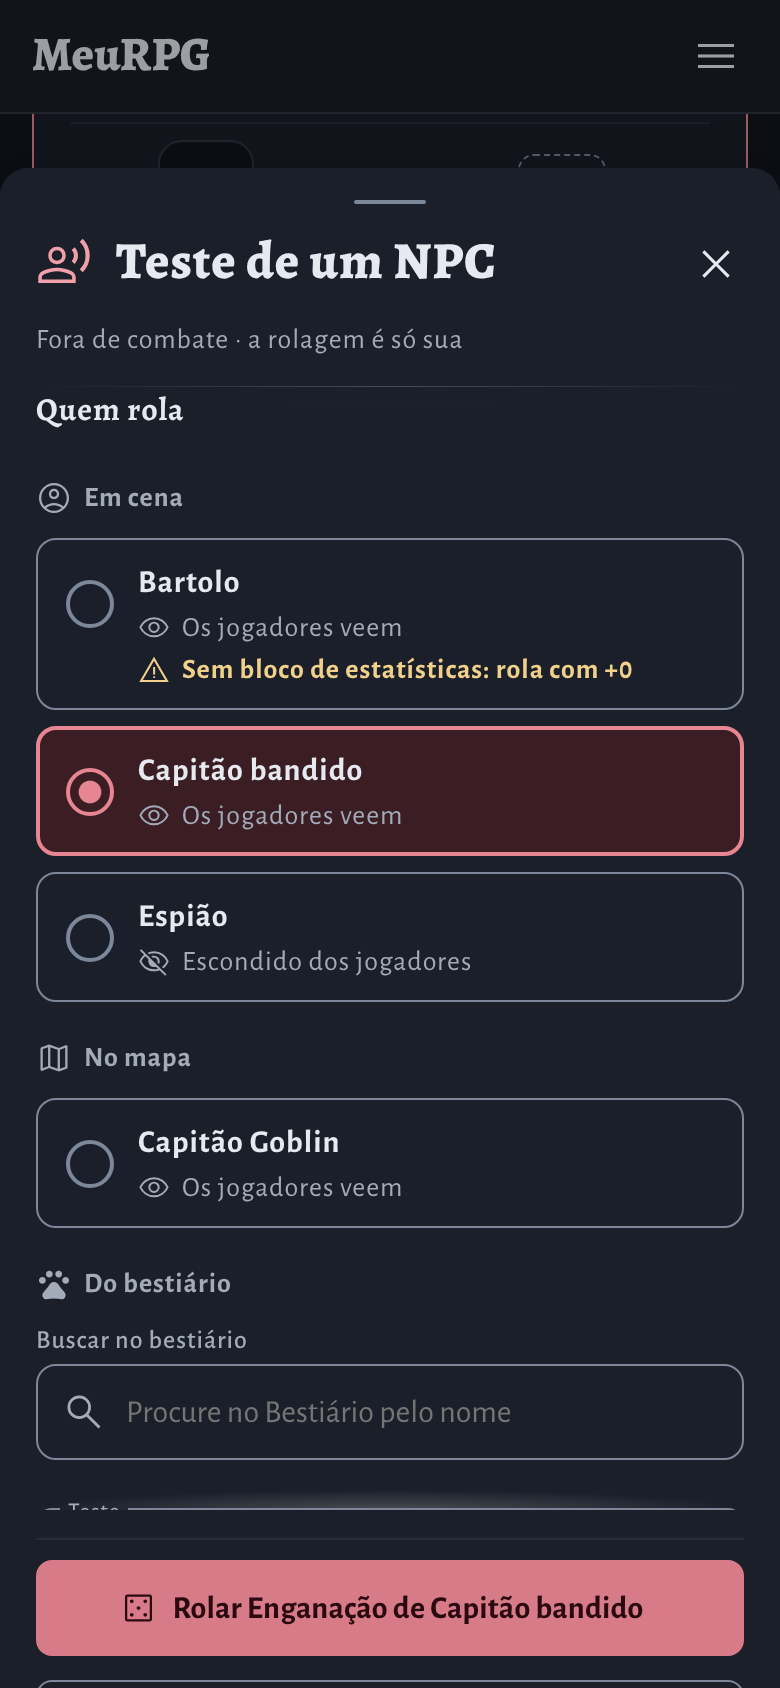 MeuRPG
Teste de um NPC
Fora de combate · a rolagem é só sua
Quem rola
Em cena
Bartolo
Os jogadores veem
Sem bloco de estatísticas: rola com +0
Capitão bandido
Os jogadores veem
Espião
Escondido dos jogadores
No mapa
Capitão Goblin
Os jogadores veem
Do bestiário
Buscar no bestiário
Procure no Bestiário pelo nome
Teste
Rolar Enganação de Capitão bandido